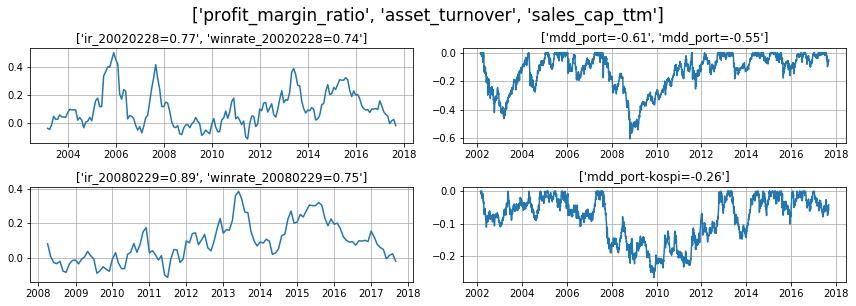 ['profit_margin_ratio', 'asset_turnover', 'sales_cap_ttm']
['ir_20020228=0.77', 'winrate_20020228=0.74']
0.4
0.2
0.0
2004 2006 2008 2010 2012 2014 2016 2018
['mdd_port=-0.61', 'mdd_port=-0.55']
0.0
−0.2
−0.4
−0.6
2002 2004 2006 2008 2010 2012 2014 2016 2018
['ir_20080229=0.89', 'winrate_20080229=0.75']
0.4
0.2
0.0
2008 2009 2010 2011 2012 2013 2014 2015 2016 2017 2018
['mdd_port-kospi=-0.26']
0.0
−0.1
−0.2
2002 2004 2006 2008 2010 2012 2014 2016 2018